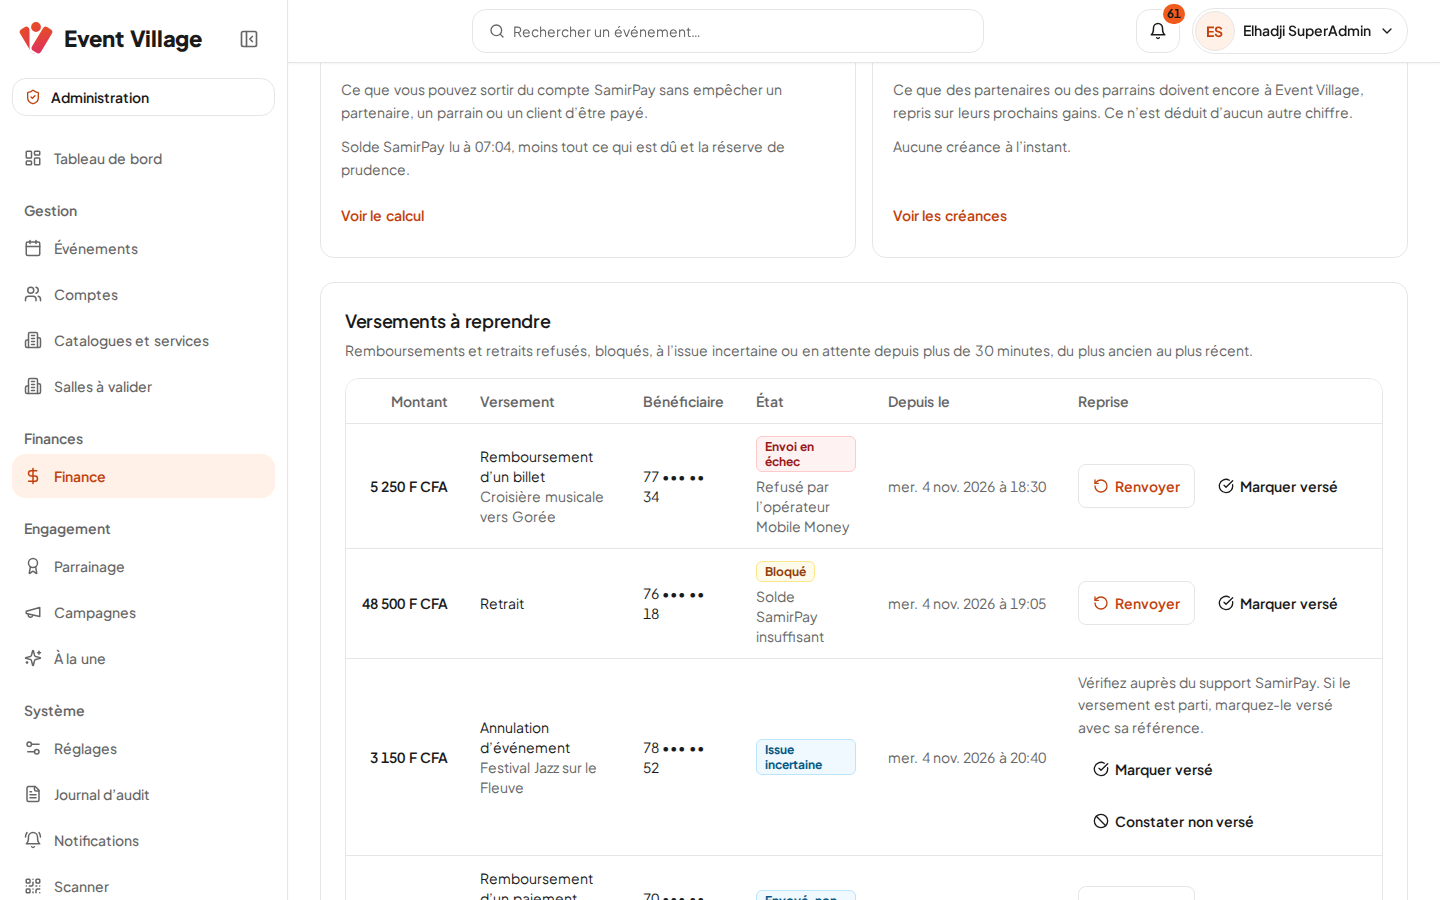 Event Village
Administration
Tableau de bord
Gestion
Événements
Comptes
Catalogues et services
Salles à valider
Finances
Finance
Engagement
Parrainage
Campagnes
À la une
Système
Réglages
Journal d'audit
Notifications
Scanner
Rechercher un événement...
61
ES
Elhadji SuperAdmin
Ce que vous pouvez sortir du compte SamirPay sans empêcher un
partenaire, un parrain ou un client d'être payé.
Solde SamirPay lu à 07:04, moins tout ce qui est dû et la réserve de
prudence.
Voir le calcul
Ce que des partenaires ou des parrains doivent encore à Event Village,
repris sur leurs prochains gains. Ce n'est déduit d'aucun autre chiffre.
Aucune créance à l'instant.
Voir les créances
Versements à reprendre
Remboursements et retraits refusés, bloqués, à l'issue incertaine ou en attente depuis plus de 30 minutes, du plus ancien au plus récent.
Montant Versement Bénéficiaire État Depuis le Reprise
5 250 F CFA
Remboursement
d'un billet
Croisière musicale
vers Gorée
77 ••• ••
34
Envoi en
échec
Refusé par
l'opérateur
Mobile Money
mer. 4 nov. 2026 à 18:30
Renvoyer
Marquer versé
48 500 F CFA
Retrait
76 ••• ••
18
Bloqué
Solde
SamirPay
insuffisant
mer. 4 nov. 2026 à 19:05
Renvoyer
Marquer versé
3 150 F CFA
Annulation
d'événement
Festival Jazz sur le
Fleuve
78 ••• ••
52
Issue
incertaine
mer. 4 nov. 2026 à 20:40
Vérifiez auprès du support SamirPay. Si le
versement est parti, marquez-le versé
avec sa référence.
Marquer versé
Constater non versé
Remboursement
d'un paiement
70 ••• ••
Envoyé, non